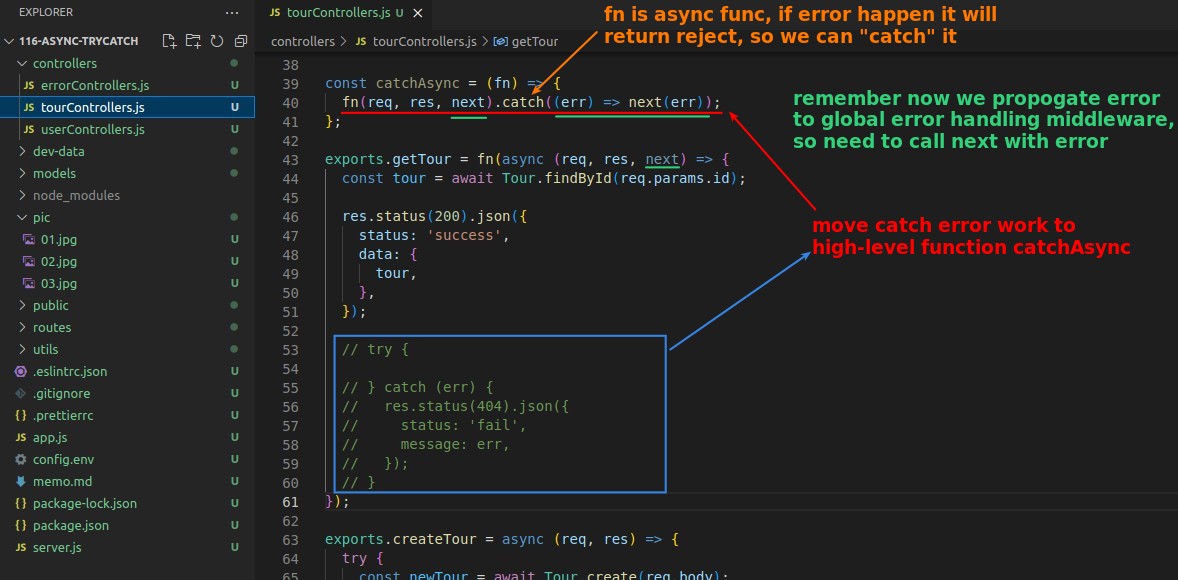 EXPLORER
116-ASYNC-TRYCATCH
controllers
JS errorControllers.js U
JS tourControllers.js U
JS userControllers.js U
dev-data
models
node_modules
pic
01.jpg U
02.jpg U
03.jpg U
public
routes
utils
.eslintrc.json U
.gitignore U
{} .prettierrc U
JS app.js U
config.env U
memo.md U
{} package-lock.json U
{} package.json U
JS server.js U
JS tourControllers.js U
controllers > JS tourControllers.js > getTour
fn is async func, if error happen it will
return reject, so we can "catch" it
38
39 const catchAsync = (fn) => {
40 fn(req, res, next).catch((err) => next(err));
41 };
42
43 exports.getTour = fn(async (req, res, next) => {
44 const tour = await Tour.findById(req.params.id);
45
46 res.status(200).json({
47 status: 'success',
48 data: {
49 tour,
50 },
51 });
52
53 // try {
54
55 // } catch (err) {
56 // res.status(404).json({
57 // status: 'fail',
58 // message: err,
59 // });
60 // }
61 });
62
63 exports.createTour = async (req, res) => {
64 try {
65 const newTour = await Tour.create(req.body);
remember now we propogate error
to global error handling middleware,
so need to call next with error
move catch error work to
high-level function catchAsync